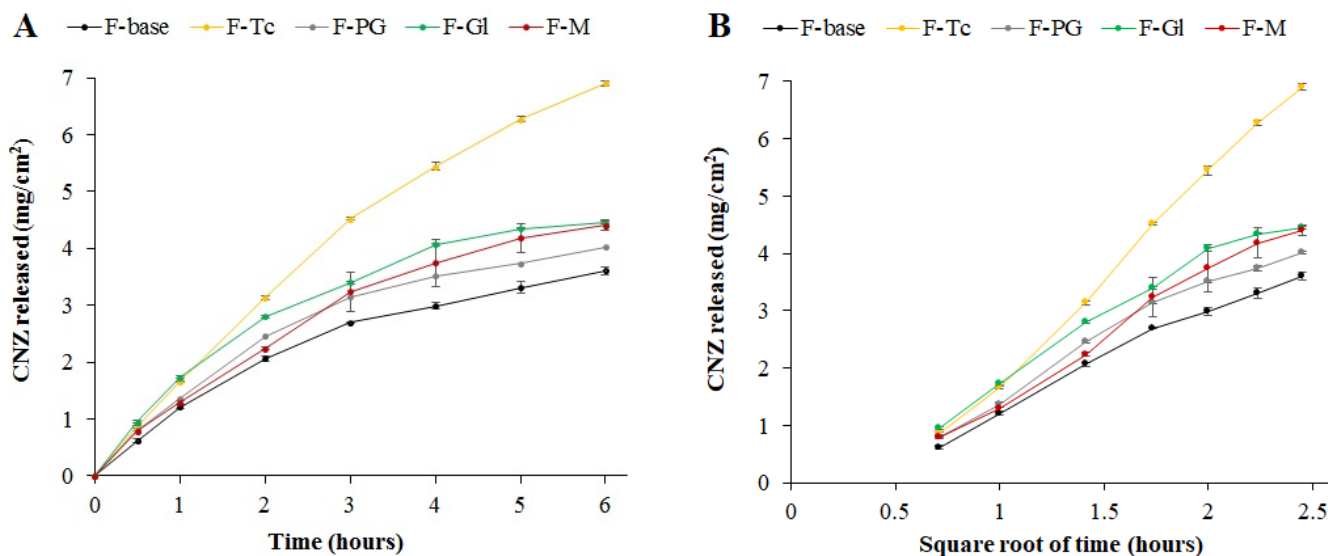 A
F-base F-Tc F-PG F-Gl F-M
CNZ released (mg/cm²)
7
6
5
4
3
2
1
0
0 1 2 3 4 5 6
Time (hours)
B
F-base F-Tc F-PG F-Gl F-M
CNZ released (mg/cm²)
7
6
5
4
3
2
1
0
0 0.5 1 1.5 2 2.5
Square root of time (hours)